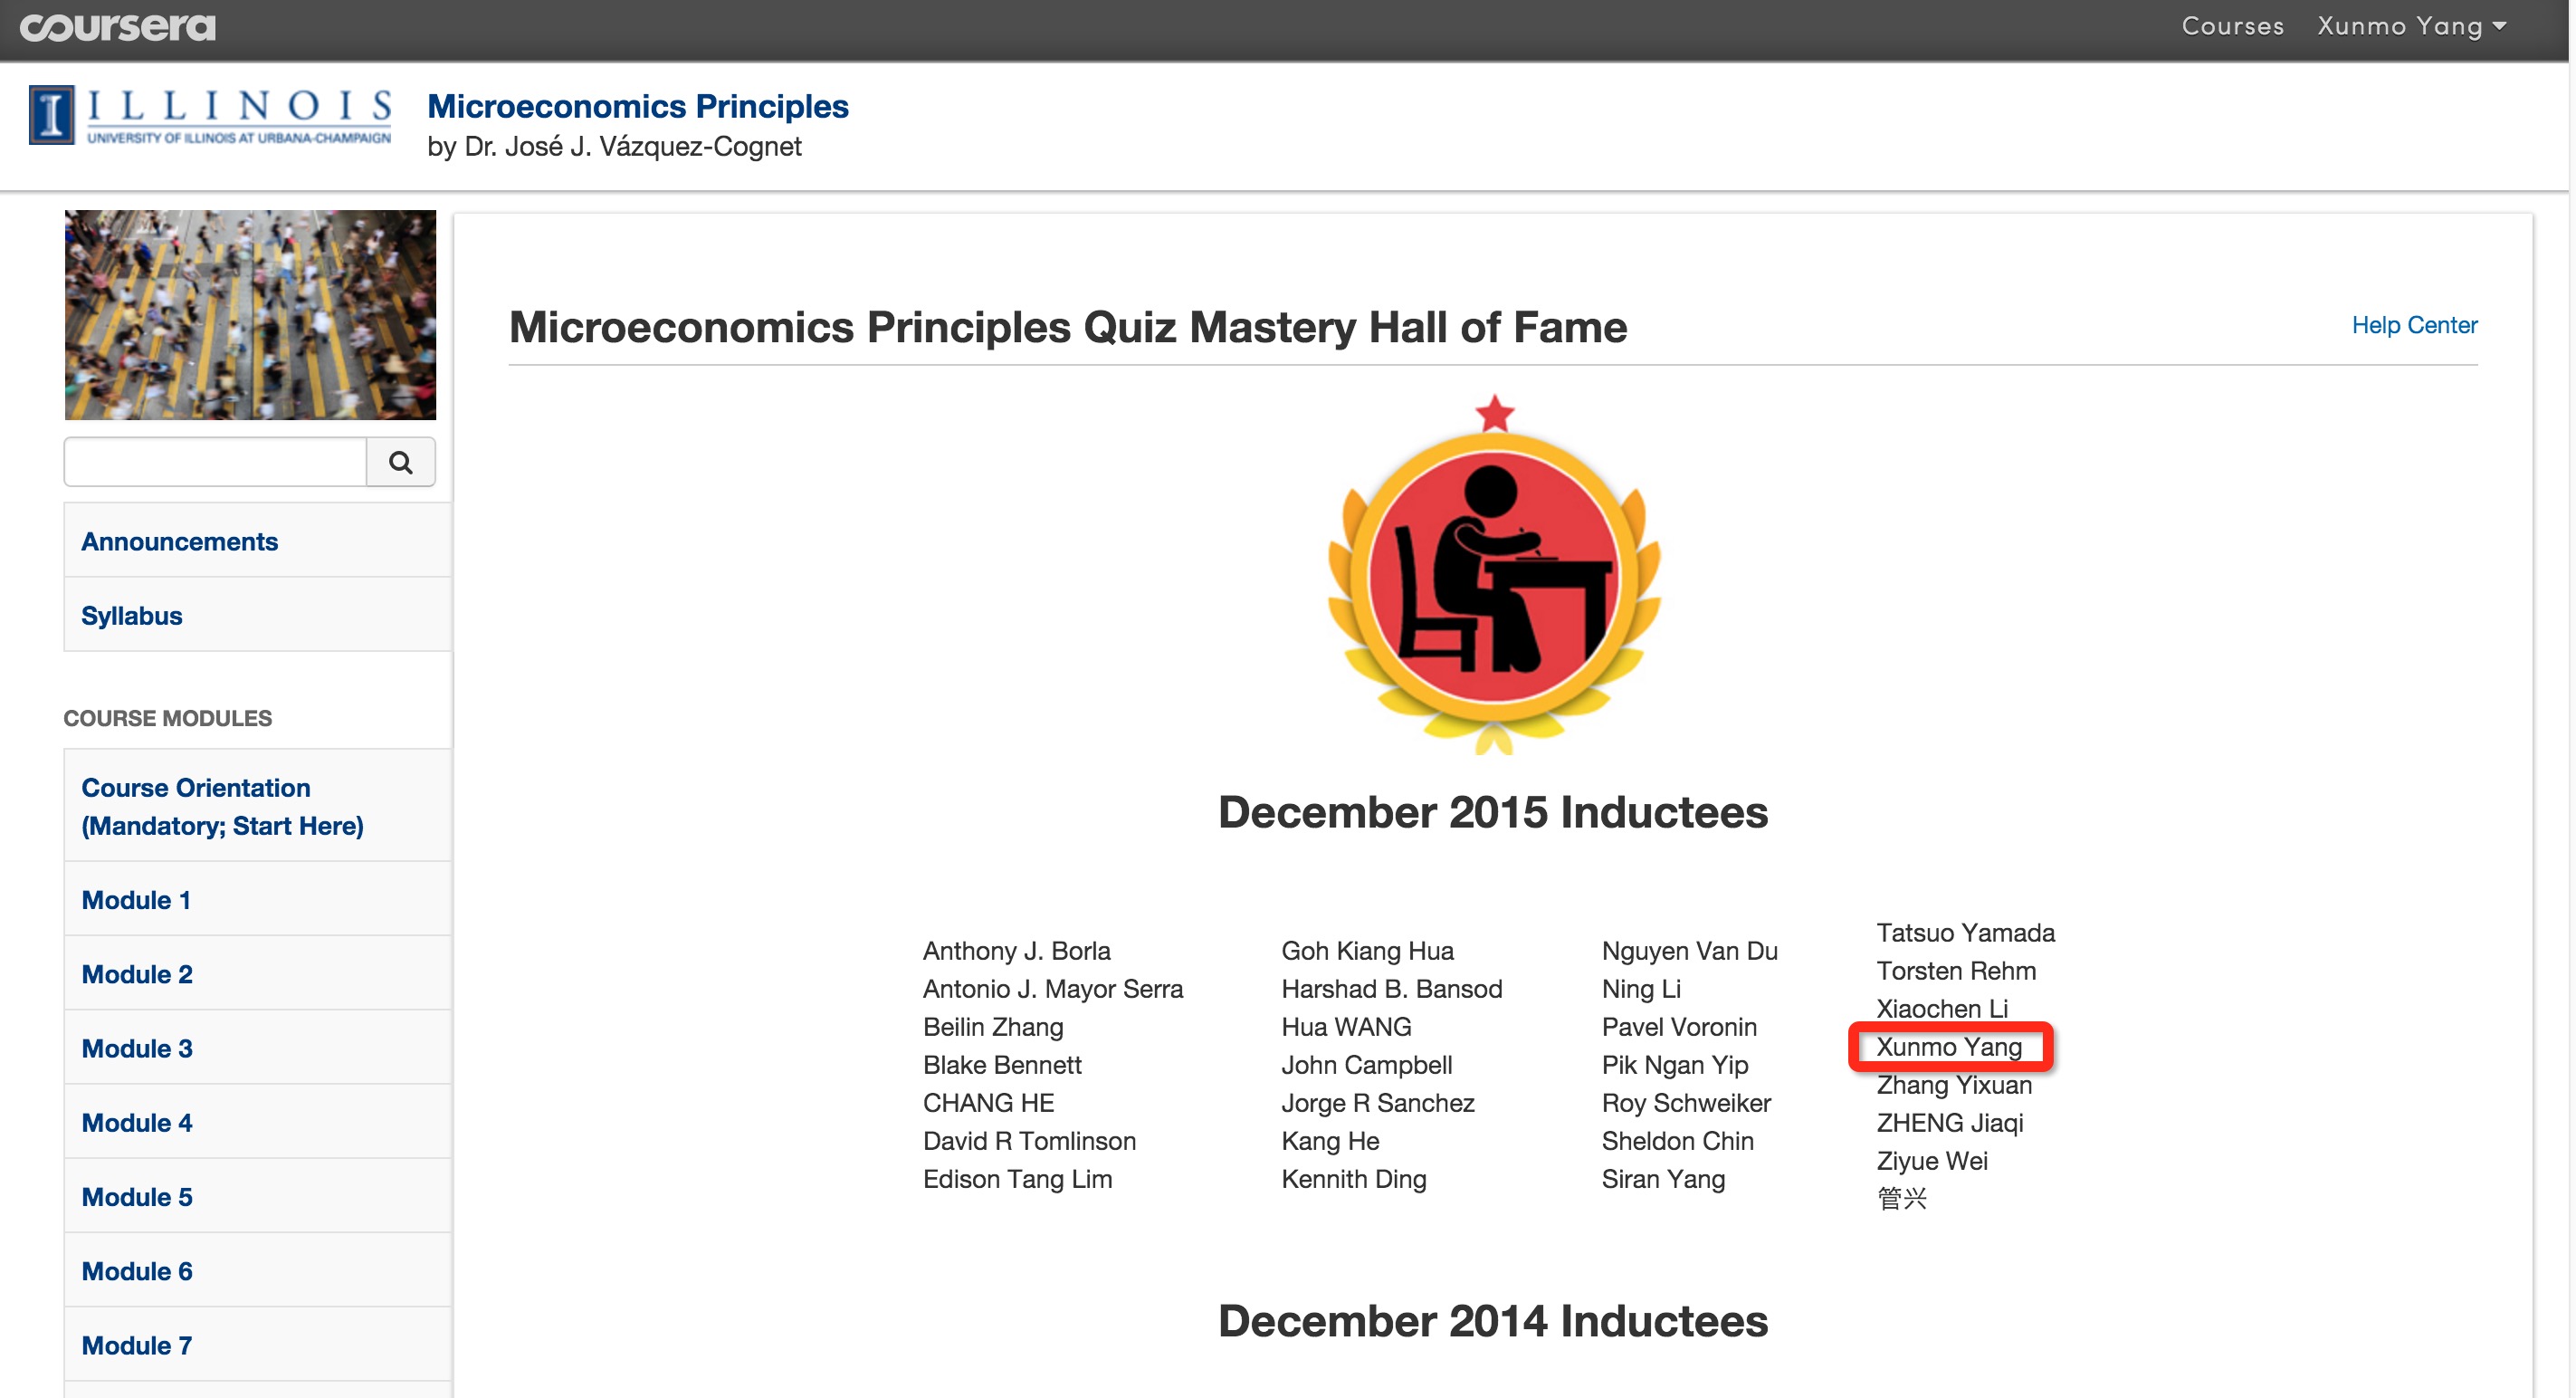 coursera
Courses
Xunmo Yang
I ILLINOIS
UNIVERSITY OF ILLINOIS AT URBANA-CHAMPAIGN
Microeconomics Principles
by Dr. José J. Vázquez-Cognet
Announcements
Syllabus
COURSE MODULES
Course Orientation
(Mandatory; Start Here)
Module 1
Module 2
Module 3
Module 4
Module 5
Module 6
Module 7
Microeconomics Principles Quiz Mastery Hall of Fame
Help Center
December 2015 Inductees
Anthony J. Borla
Antonio J. Mayor Serra
Beilin Zhang
Blake Bennett
CHANG HE
David R Tomlinson
Edison Tang Lim
Goh Kiang Hua
Harshad B. Bansod
Hua WANG
John Campbell
Jorge R Sanchez
Kang He
Kennith Ding
Nguyen Van Du
Ning Li
Pavel Voronin
Pik Ngan Yip
Roy Schweiker
Sheldon Chin
Siran Yang
Tatsuo Yamada
Torsten Rehm
Xiaochen Li
Xunmo Yang
Zhang Yixuan
ZHENG Jiaqi
Ziyue Wei
管兴
December 2014 Inductees